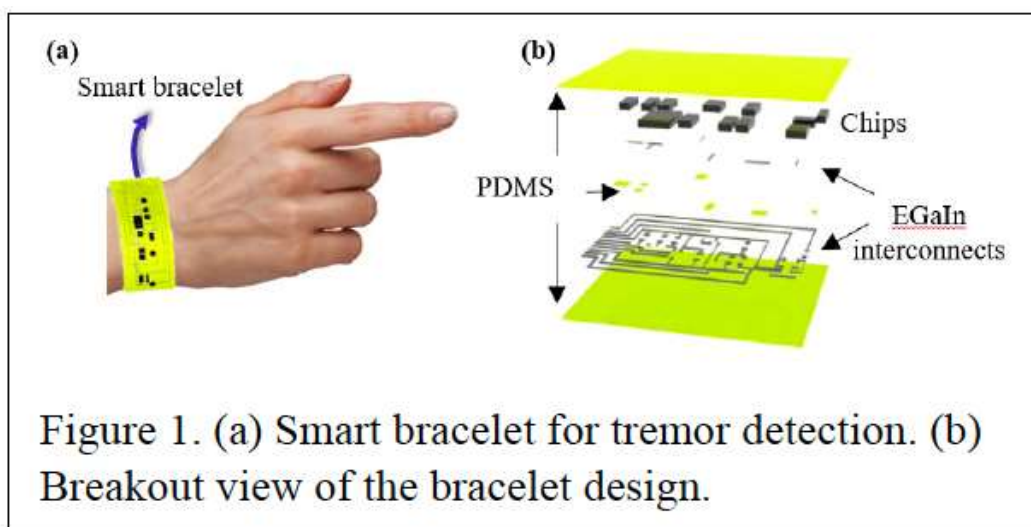 (a)
Smart bracelet
(b)
Chips
PDMS
EGaIn
interconnects
Figure 1. (a) Smart bracelet for tremor detection. (b)
Breakout view of the bracelet design.